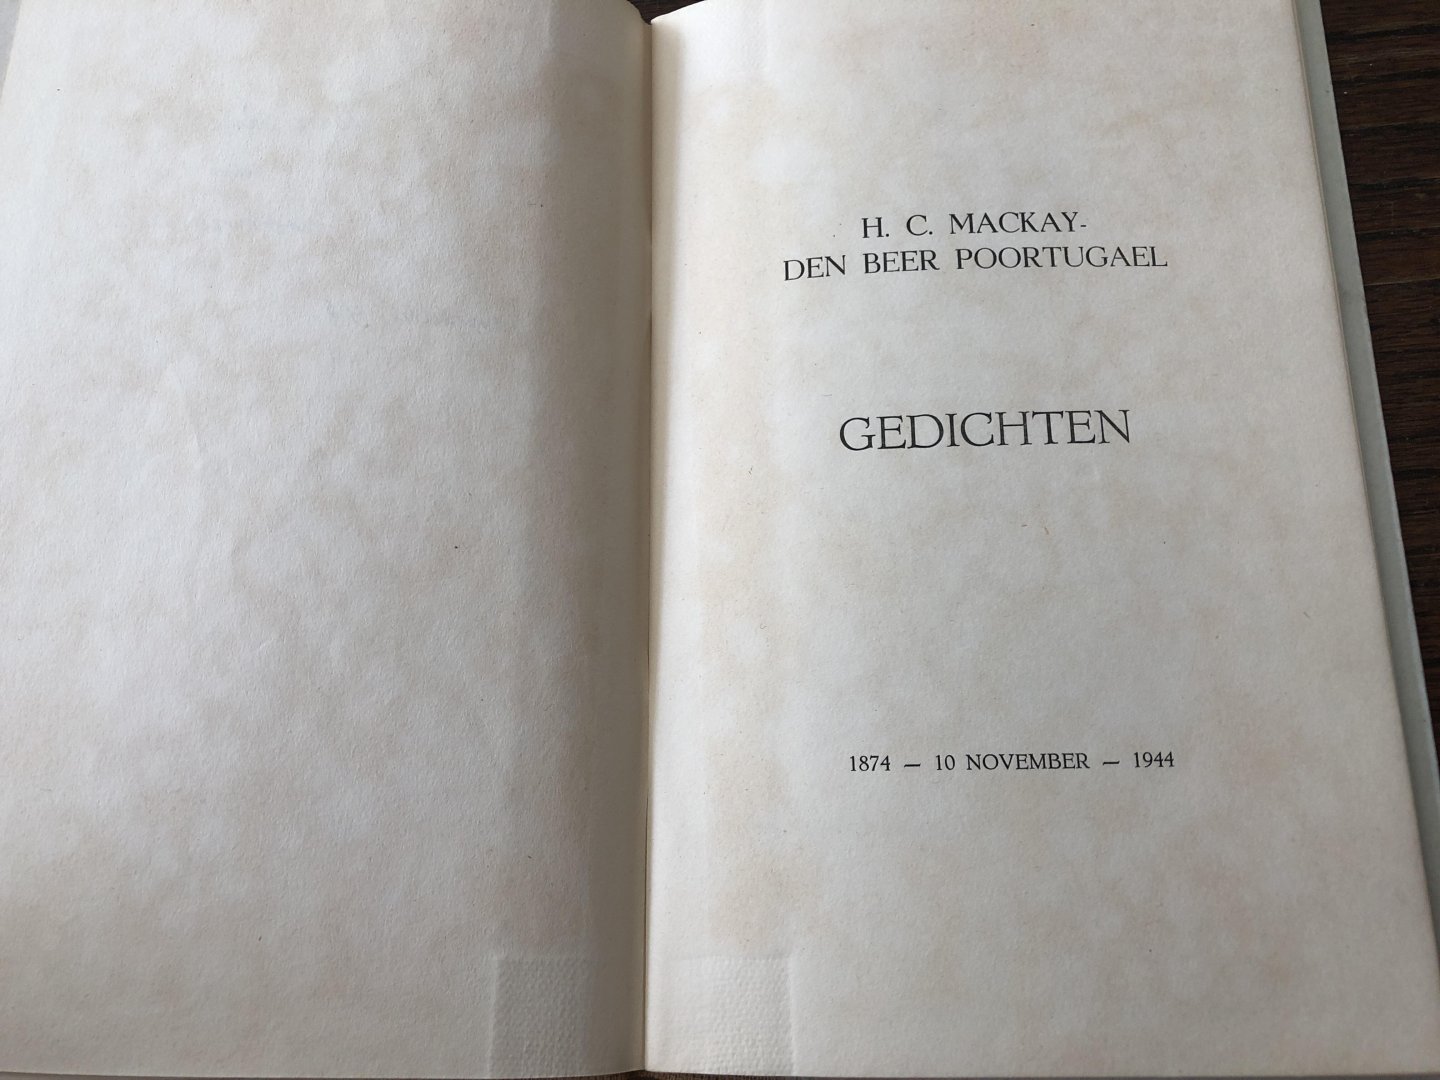 H. C. MACKAY-
DEN BEER POORTUGAEL
GEDICHTEN
1874 — 10 NOVEMBER — 1944